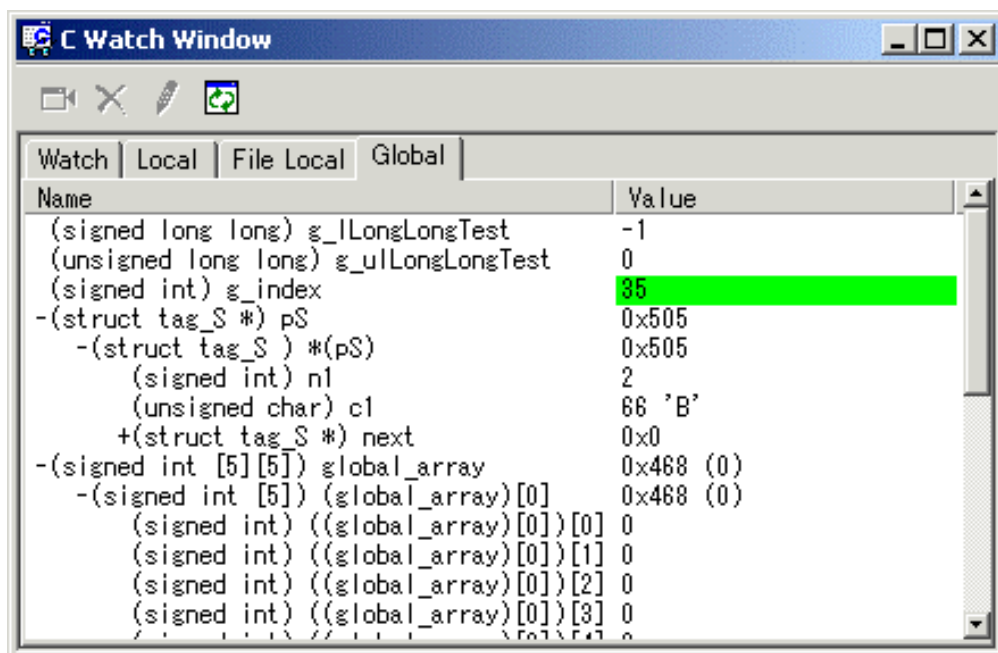 C Watch Window
Watch Local File Local Global
Name Value
(signed long long) g_lLongLongTest -1
(unsigned long long) g_ulLongLongTest 0
(signed int) g_index 35
-(struct tag_S *) pS 0x505
-(struct tag_S ) *(pS) 0x505
(signed int) n1 2
(unsigned char) c1 66 'B'
+(struct tag_S *) next 0x0
-(signed int [5][5]) global_array 0x468 (0)
-(signed int [5]) (global_array)[0] 0x468 (0)
(signed int) ((global_array)[0])[0] 0
(signed int) ((global_array)[0])[1] 0
(signed int) ((global_array)[0])[2] 0
(signed int) ((global_array)[0])[3] 0